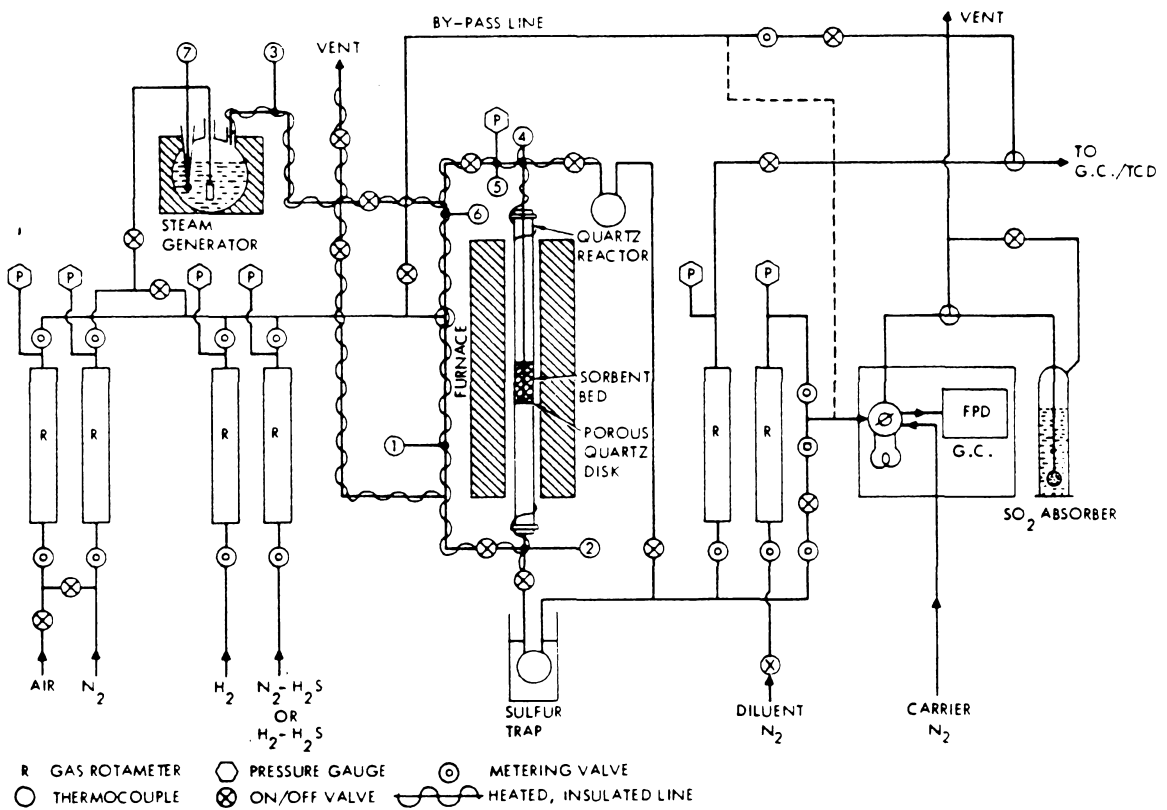 BY-PASS LINE
VENT
VENT
7
3
P
4
TO
G.C./TCD
5
6
STEAM
GENERATOR
QUARTZ
REACTOR
P
P
P
P
P
P
FURNACE
SORBENT
BED
R
R
R
R
1
POROUS
QUARTZ
DISK
R
R
FPD
G.C.
SO2 ABSORBER
2
AIR
N2
H2
N2-H2S
OR
H2-H2S
SULFUR
TRAP
DILUENT
N2
CARRIER
N2
R GAS ROTAMETER
PRESSURE GAUGE
METERING VALVE
THERMOCOUPLE
ON/OFF VALVE
HEATED, INSULATED LINE